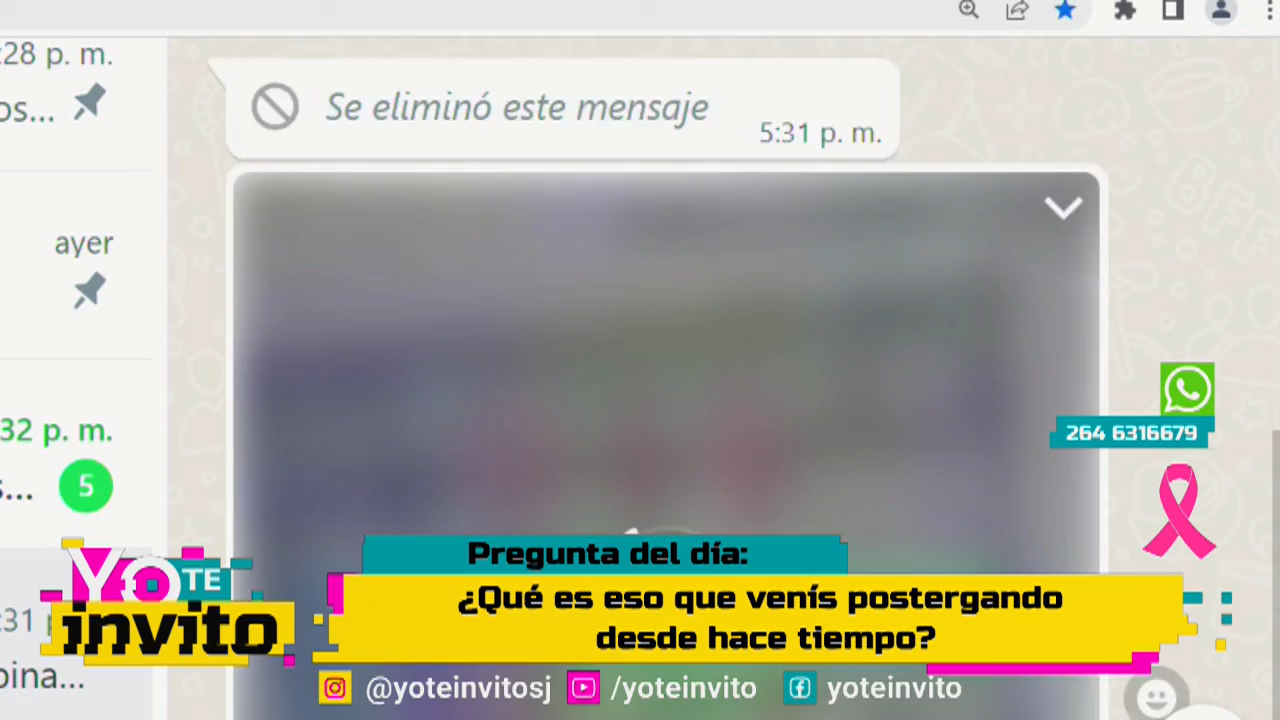 :28 p. m.
os...
Se eliminó este mensaje
5:31 p. m.
ayer
32 p. m.
s...
5
264 6316679
Pregunta del día:
¿Qué es eso que venís postergando
desde hace tiempo?
YO TE
invito
:31 p
oina...
@yoteinvitosj
/yoteinvito
yoteinvito